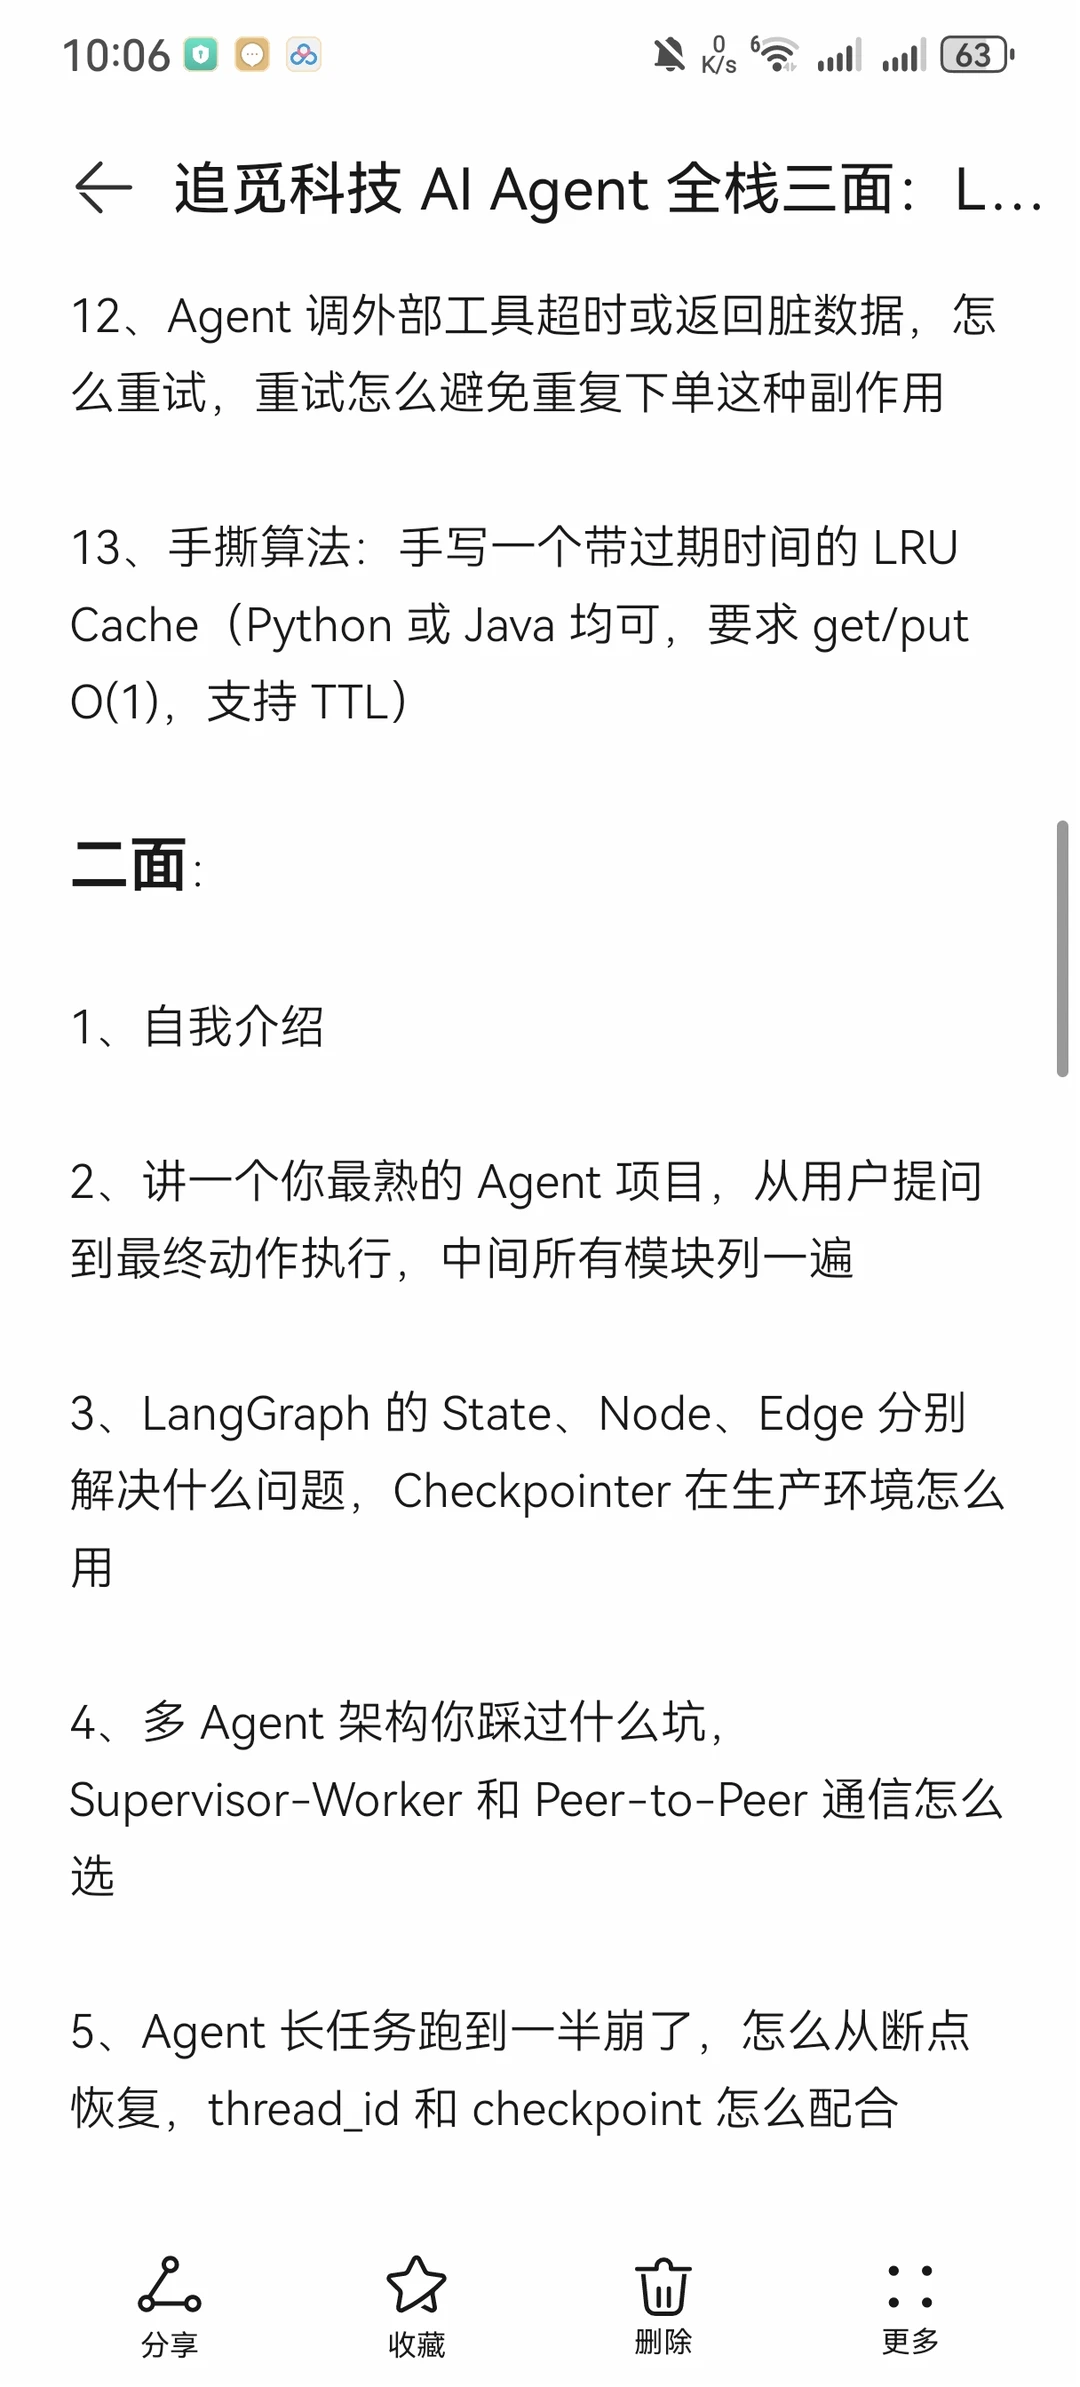 10:06
0
K/s
6
63
追觅科技 AI Agent 全栈三面：L...
12、Agent 调外部工具超时或返回脏数据，怎
么重试，重试怎么避免重复下单这种副作用
13、手撕算法：手写一个带过期时间的 LRU
Cache（Python 或 Java 均可，要求 get/put
O(1)，支持 TTL）
二面：
1、自我介绍
2、讲一个你最熟的 Agent 项目，从用户提问
到最终动作执行，中间所有模块列一遍
3、LangGraph 的 State、Node、Edge 分别
解决什么问题，Checkpointer 在生产环境怎么
用
4、多 Agent 架构你踩过什么坑，
Supervisor-Worker 和 Peer-to-Peer 通信怎么
选
5、Agent 长任务跑到一半崩了，怎么从断点
恢复，thread_id 和 checkpoint 怎么配合
分享
收藏
删除
更多